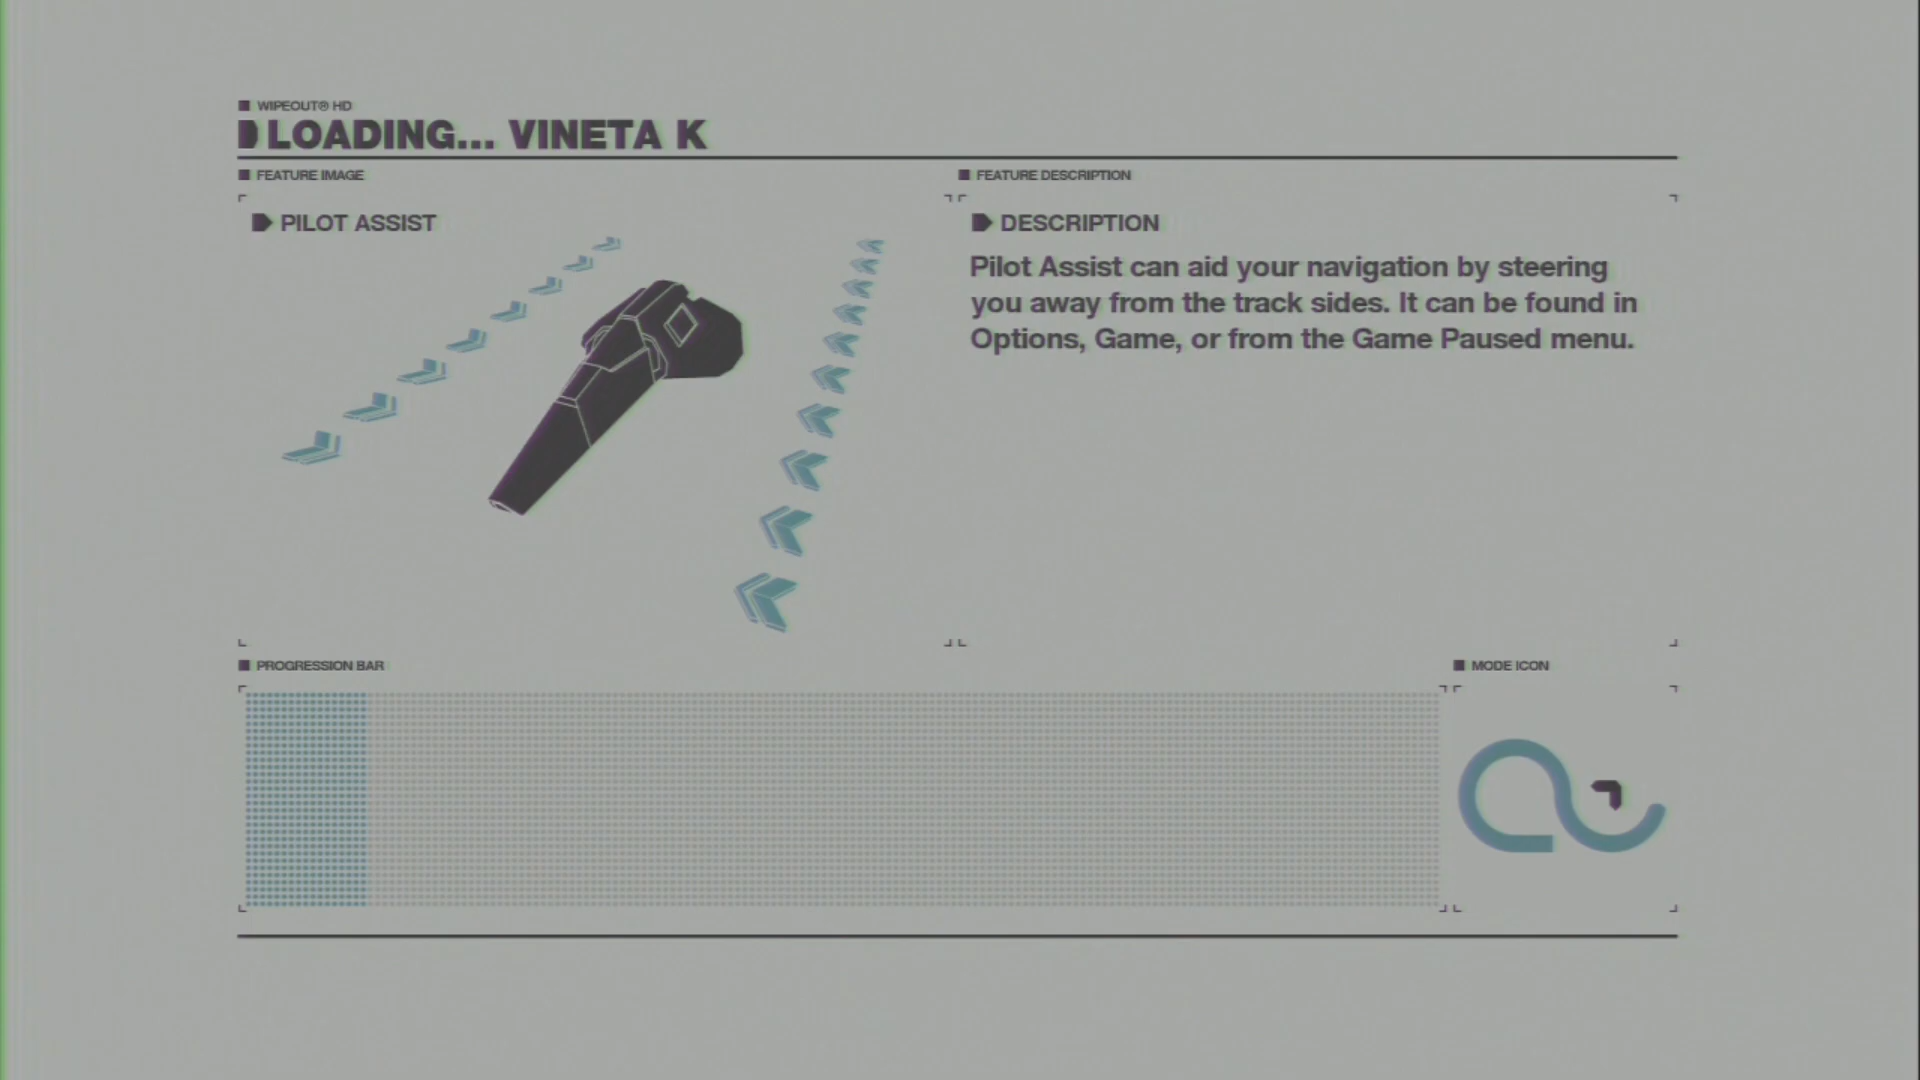 WIPEOUT® HD
LOADING... VINETA K
FEATURE IMAGE
PILOT ASSIST
FEATURE DESCRIPTION
DESCRIPTION
Pilot Assist can aid your navigation by steering
you away from the track sides. It can be found in
Options, Game, or from the Game Paused menu.
PROGRESSION BAR
MODE ICON